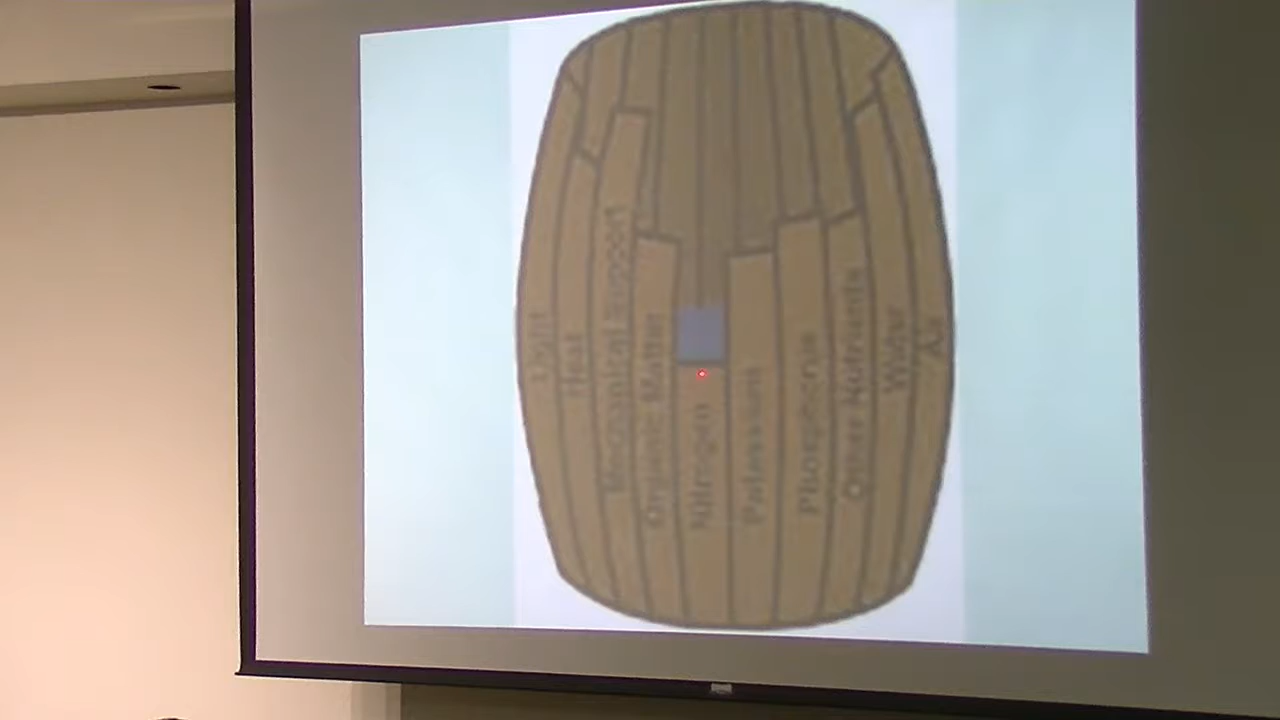 Light
Heat
Mechanical Support
Organic Matter
Nitrogen
Potassium
Phosphorus
Other Nutrients
Water
Air